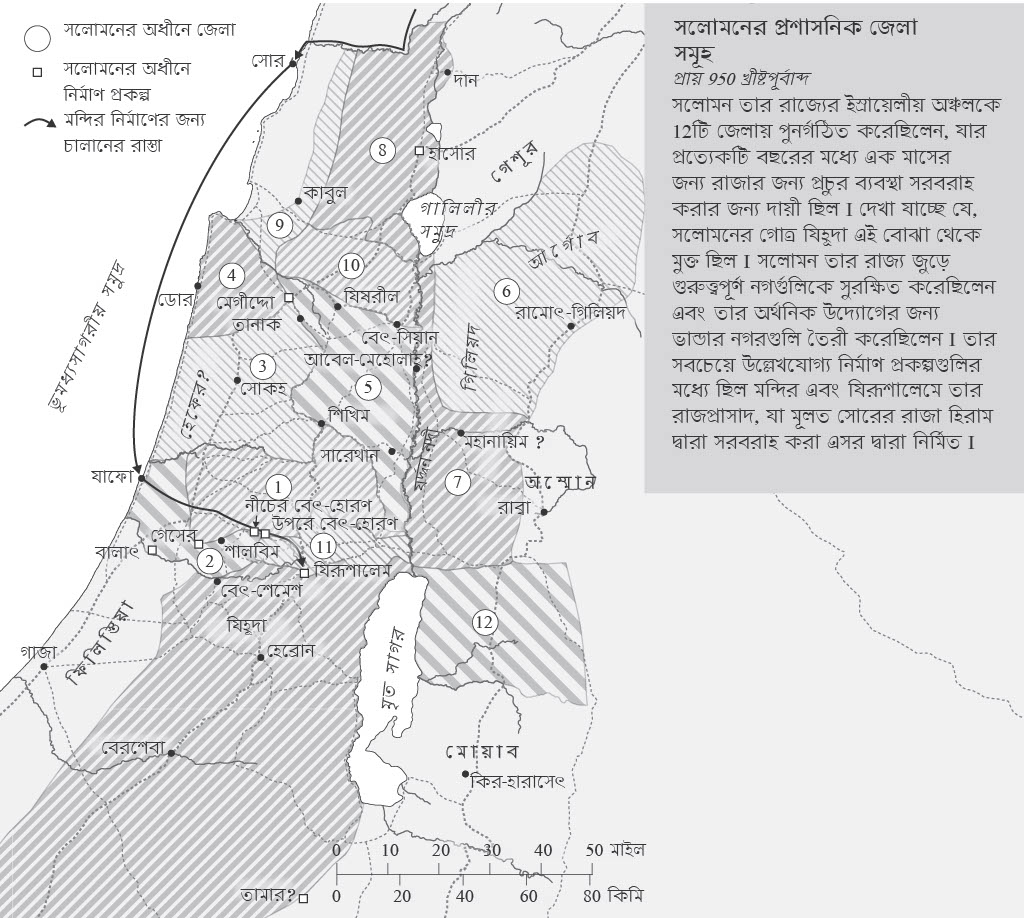 সলোমনের অধীনে জেলা
সলোমনের অধীনে
নির্মাণ প্রকল্প
মন্দির নির্মাণের জন্য
চালানের রাস্তা
সলোমনের প্রশাসনিক জেলা
সমূহ
প্রায় 950 খ্রীষ্টপূর্বাব্দ
সলোমন তার রাজ্যের ইস্রায়েলীয় অঞ্চলকে
12টি জেলায় পুনর্গঠিত করেছিলেন, যার
প্রত্যেকটি বছরের মধ্যে এক মাসের
জন্য রাজার জন্য প্রচুর ব্যবস্থা সরবরাহ
করার জন্য দায়ী ছিল I দেখা যাচ্ছে যে,
সলোমনের গোত্র যিহূদা এই বোঝা থেকে
মুক্ত ছিল I সলোমন তার রাজ্য জুড়ে
গুরুত্বপূর্ণ নগর্গুলিকে সুরক্ষিত করেছিলেন
এবং তার অর্থনিক উদ্যোগের জন্য
ভান্ডার নগরগুলি তৈরী করেছিলেন I তার
সবচেয়ে উল্লেখযোগ্য নির্মাণ প্রকল্পগুলির
মধ্যে ছিল মন্দির এবং যিরূশালেমে তার
রাজপ্রাসাদ, যা মূলত সোরের রাজা হিরাম
দ্বারা সরবরাহ করা এসর দ্বারা নির্মিত I
সোর
দান
8
হাসোর
গেশূর
কাবুল
গালিলীর
সমুদ্র
9
আর্গোব
10
4
6
ডোর
মেগীদ্দো
যিষরীল
রামোৎ-গিলিয়দ
তানাক
বেৎ-সিয়ান
ভূমধ্যসাগরীয় সমুদ্র
আবেল-মেহোলাহ?
গিলিয়দ
3
5
সোকহ
হেফের?
শিখিম
মহানায়িম ?
সারেথান
যর্দ্দন নদী
যাফো
1
7
অম্মোন
নীচের বেৎ-হোরণ
রাব্বা
উপরে বেৎ-হোরণ
গেসের
বালাৎ
শালবিম
11
2
যিরূশালেম
বেৎ-শেমেশ
12
যিহূদা
ফিলিস্তিয়া
গাজা
হেব্রোন
মৃত সাগর
বেরশেবা
মোয়াব
কির-হারাসেৎ
0 10 20 30 40 50 মাইল
0 20 40 60 80 কিমি
তামার?